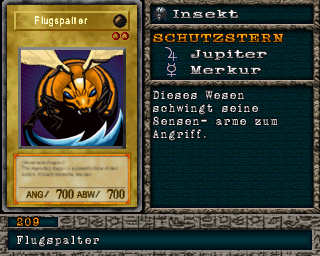 Flugspalter
ANG/ 700 ABW/ 700
Insekt
SCHUTZSTERN
Jupiter
Merkur
Dieses Wesen
schwingt seine
Sensen- arme zum
Angriff.
209
Flugspalter